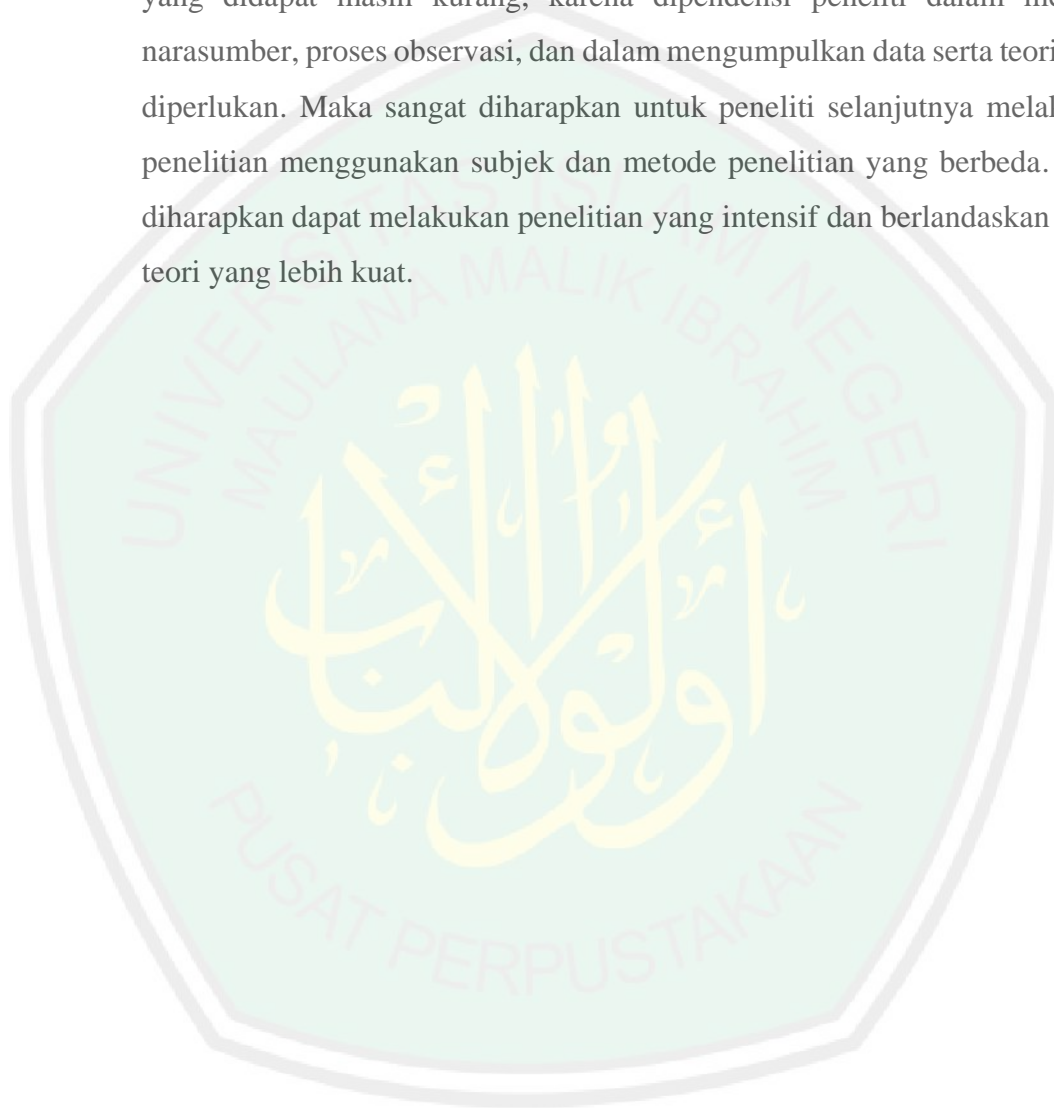 yang didapat masih kurang, karena dipendensi peneliti dalam
narasumber, proses observasi, dan dalam mengumpulkan data serta teori
diperlukan. Maka sangat diharapkan untuk peneliti selanjutnya
penelitian menggunakan subjek dan metode penelitian yang berbeda.
diharapkan dapat melakukan penelitian yang intensif dan berlandaskan
teori yang lebih kuat.
UNIVERSITAS ISLAM NEGERI
MAULANA MALIK IBRAHIM
أولوا الألباب
PUSAT PERPUSTAKAAN